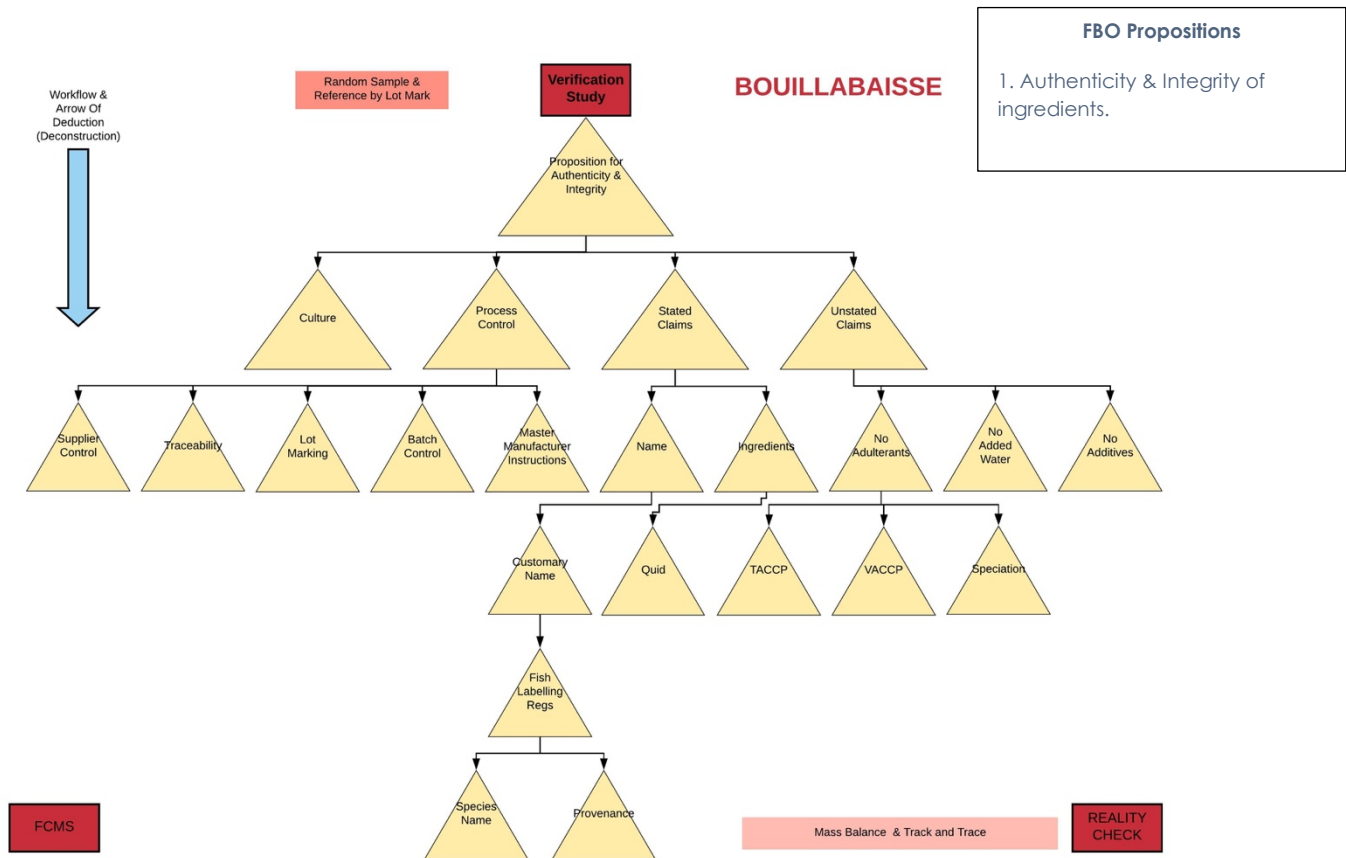 FBO Propositions
1. Authenticity & Integrity of
ingredients.
Workflow &
Arrow Of
Deduction
(Deconstruction)
Random Sample &
Reference by Lot Mark
Verification
Study
BOUILLABAISSE
Proposition for
Authenticity &
Integrity
Culture
Process
Control
Stated
Claims
Unstated
Claims
Supplier
Control
Traceability
Lot
Marking
Batch
Control
Master
Manufacturer
Instructions
Name
Ingredients
No
Adulterants
No
Added
Water
No
Additives
Customary
Name
Quid
TACCP
VACCP
Speciation
Fish
Labelling
Regs
Species
Name
Provenance
FCMS
Mass Balance & Track and Trace
REALITY
CHECK